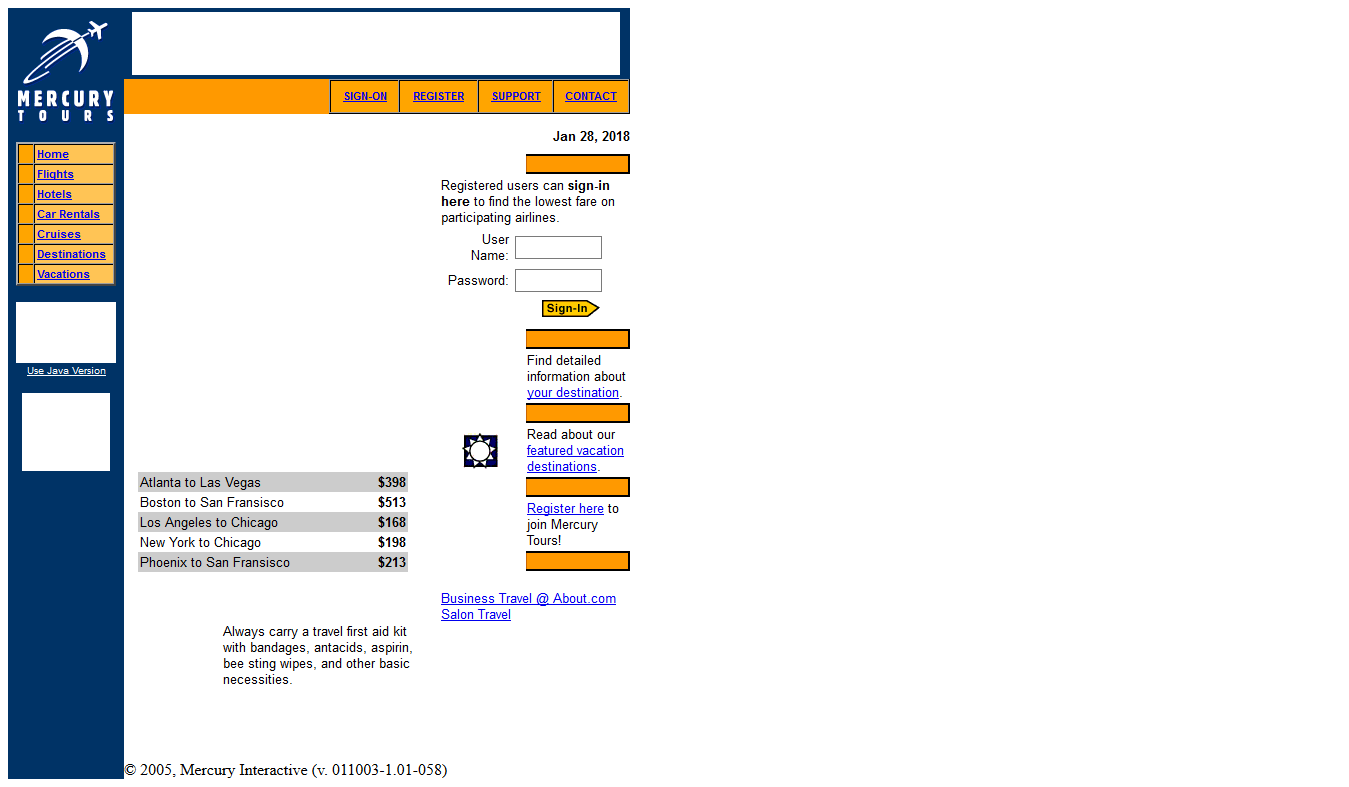 MERCURY
TOURS
SIGN-ON REGISTER SUPPORT CONTACT
Home
Flights
Hotels
Car Rentals
Cruises
Destinations
Vacations
Use Java Version
Jan 28, 2018
Registered users can sign-in
here to find the lowest fare on
participating airlines.
User
Name:
Password:
Sign-In
Find detailed
information about
your destination.
Read about our
featured vacation
destinations.
Register here to
join Mercury
Tours!
Atlanta to Las Vegas $398
Boston to San Fransisco $513
Los Angeles to Chicago $168
New York to Chicago $198
Phoenix to San Fransisco $213
Business Travel @ About.com
Salon Travel
Always carry a travel first aid kit
with bandages, antacids, aspirin,
bee sting wipes, and other basic
necessities.
© 2005, Mercury Interactive (v. 011003-1.01-058)